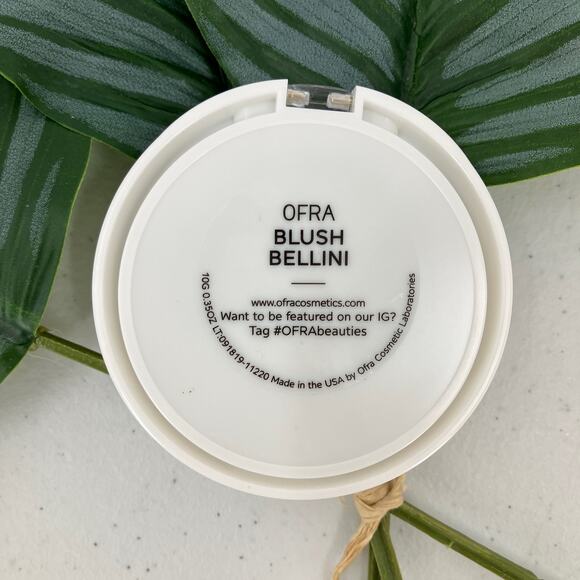 OFRA
BLUSH
BELLINI
www.ofracosmetics.com
Want to be featured on our IG?
Tag #OFRAbeauties
10G 0.35OZ LT:091819-11220 Made in the USA by Ofra Cosmetic Laboratories